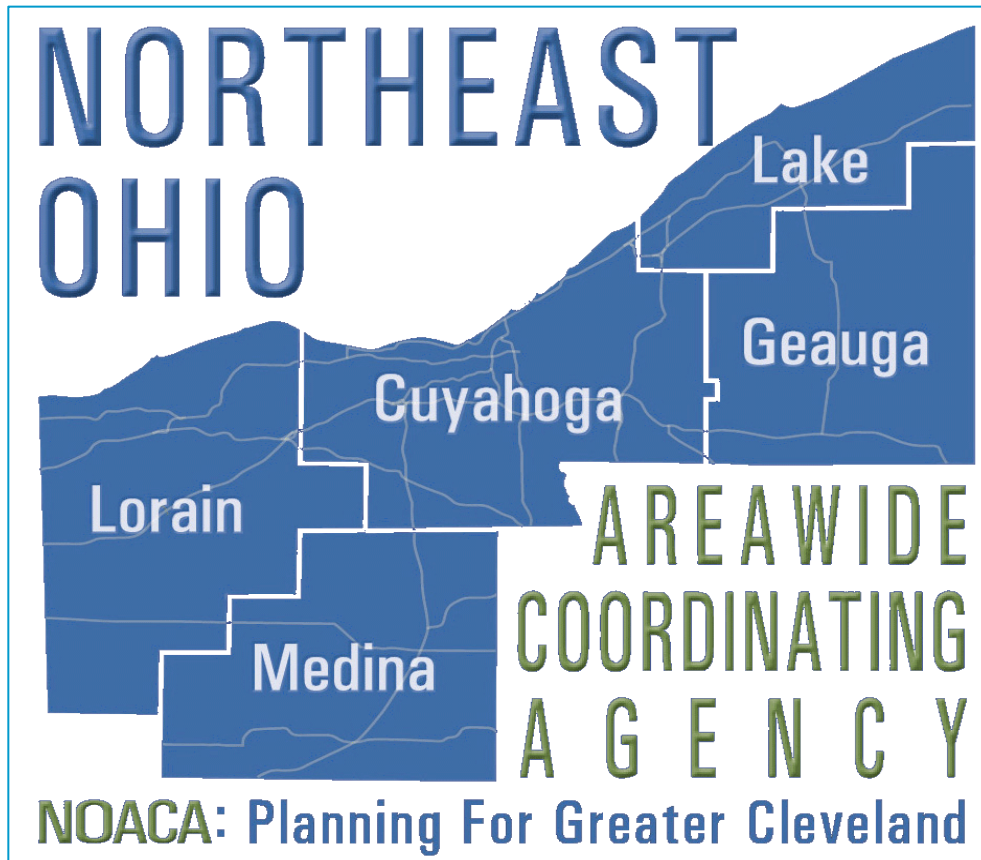 NORTHEAST
OHIO
Lake
Geauga
Cuyahoga
Lorain
Medina
AREAWIDE
COORDINATING
AGENCY
NOACA: Planning For Greater Cleveland